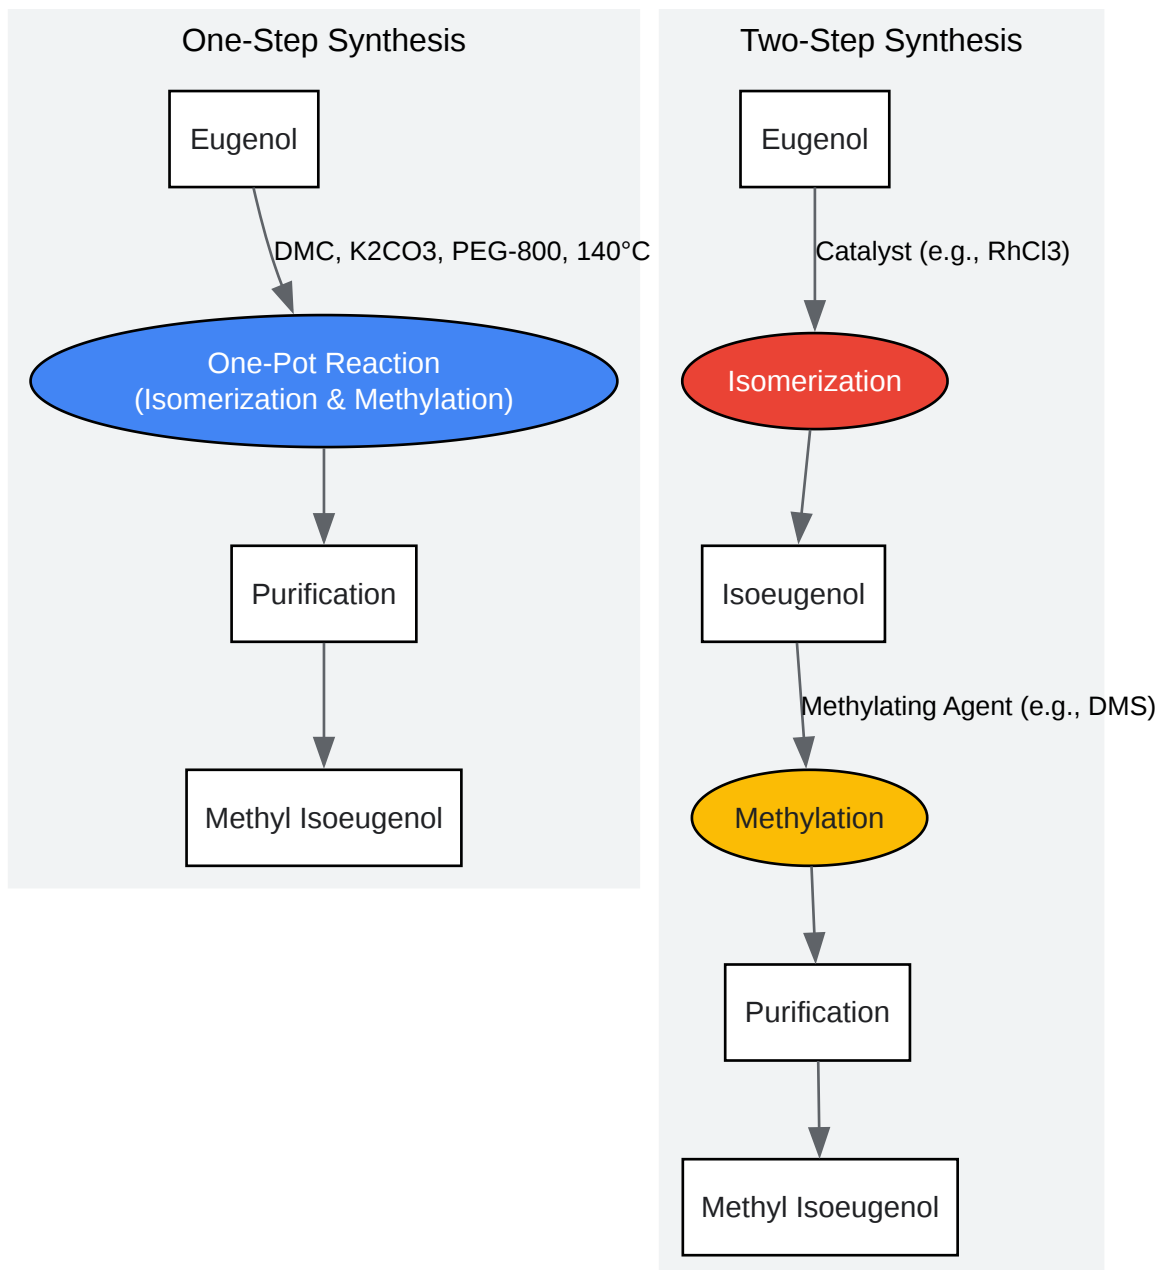 One-Step Synthesis
Eugenol
DMC, K2CO3, PEG-800, 140°C
One-Pot Reaction
(Isomerization & Methylation)
Purification
Methyl Isoeugenol
Two-Step Synthesis
Eugenol
Catalyst (e.g., RhCl3)
Isomerization
Isoeugenol
Methylating Agent (e.g., DMS)
Methylation
Purification
Methyl Isoeugenol